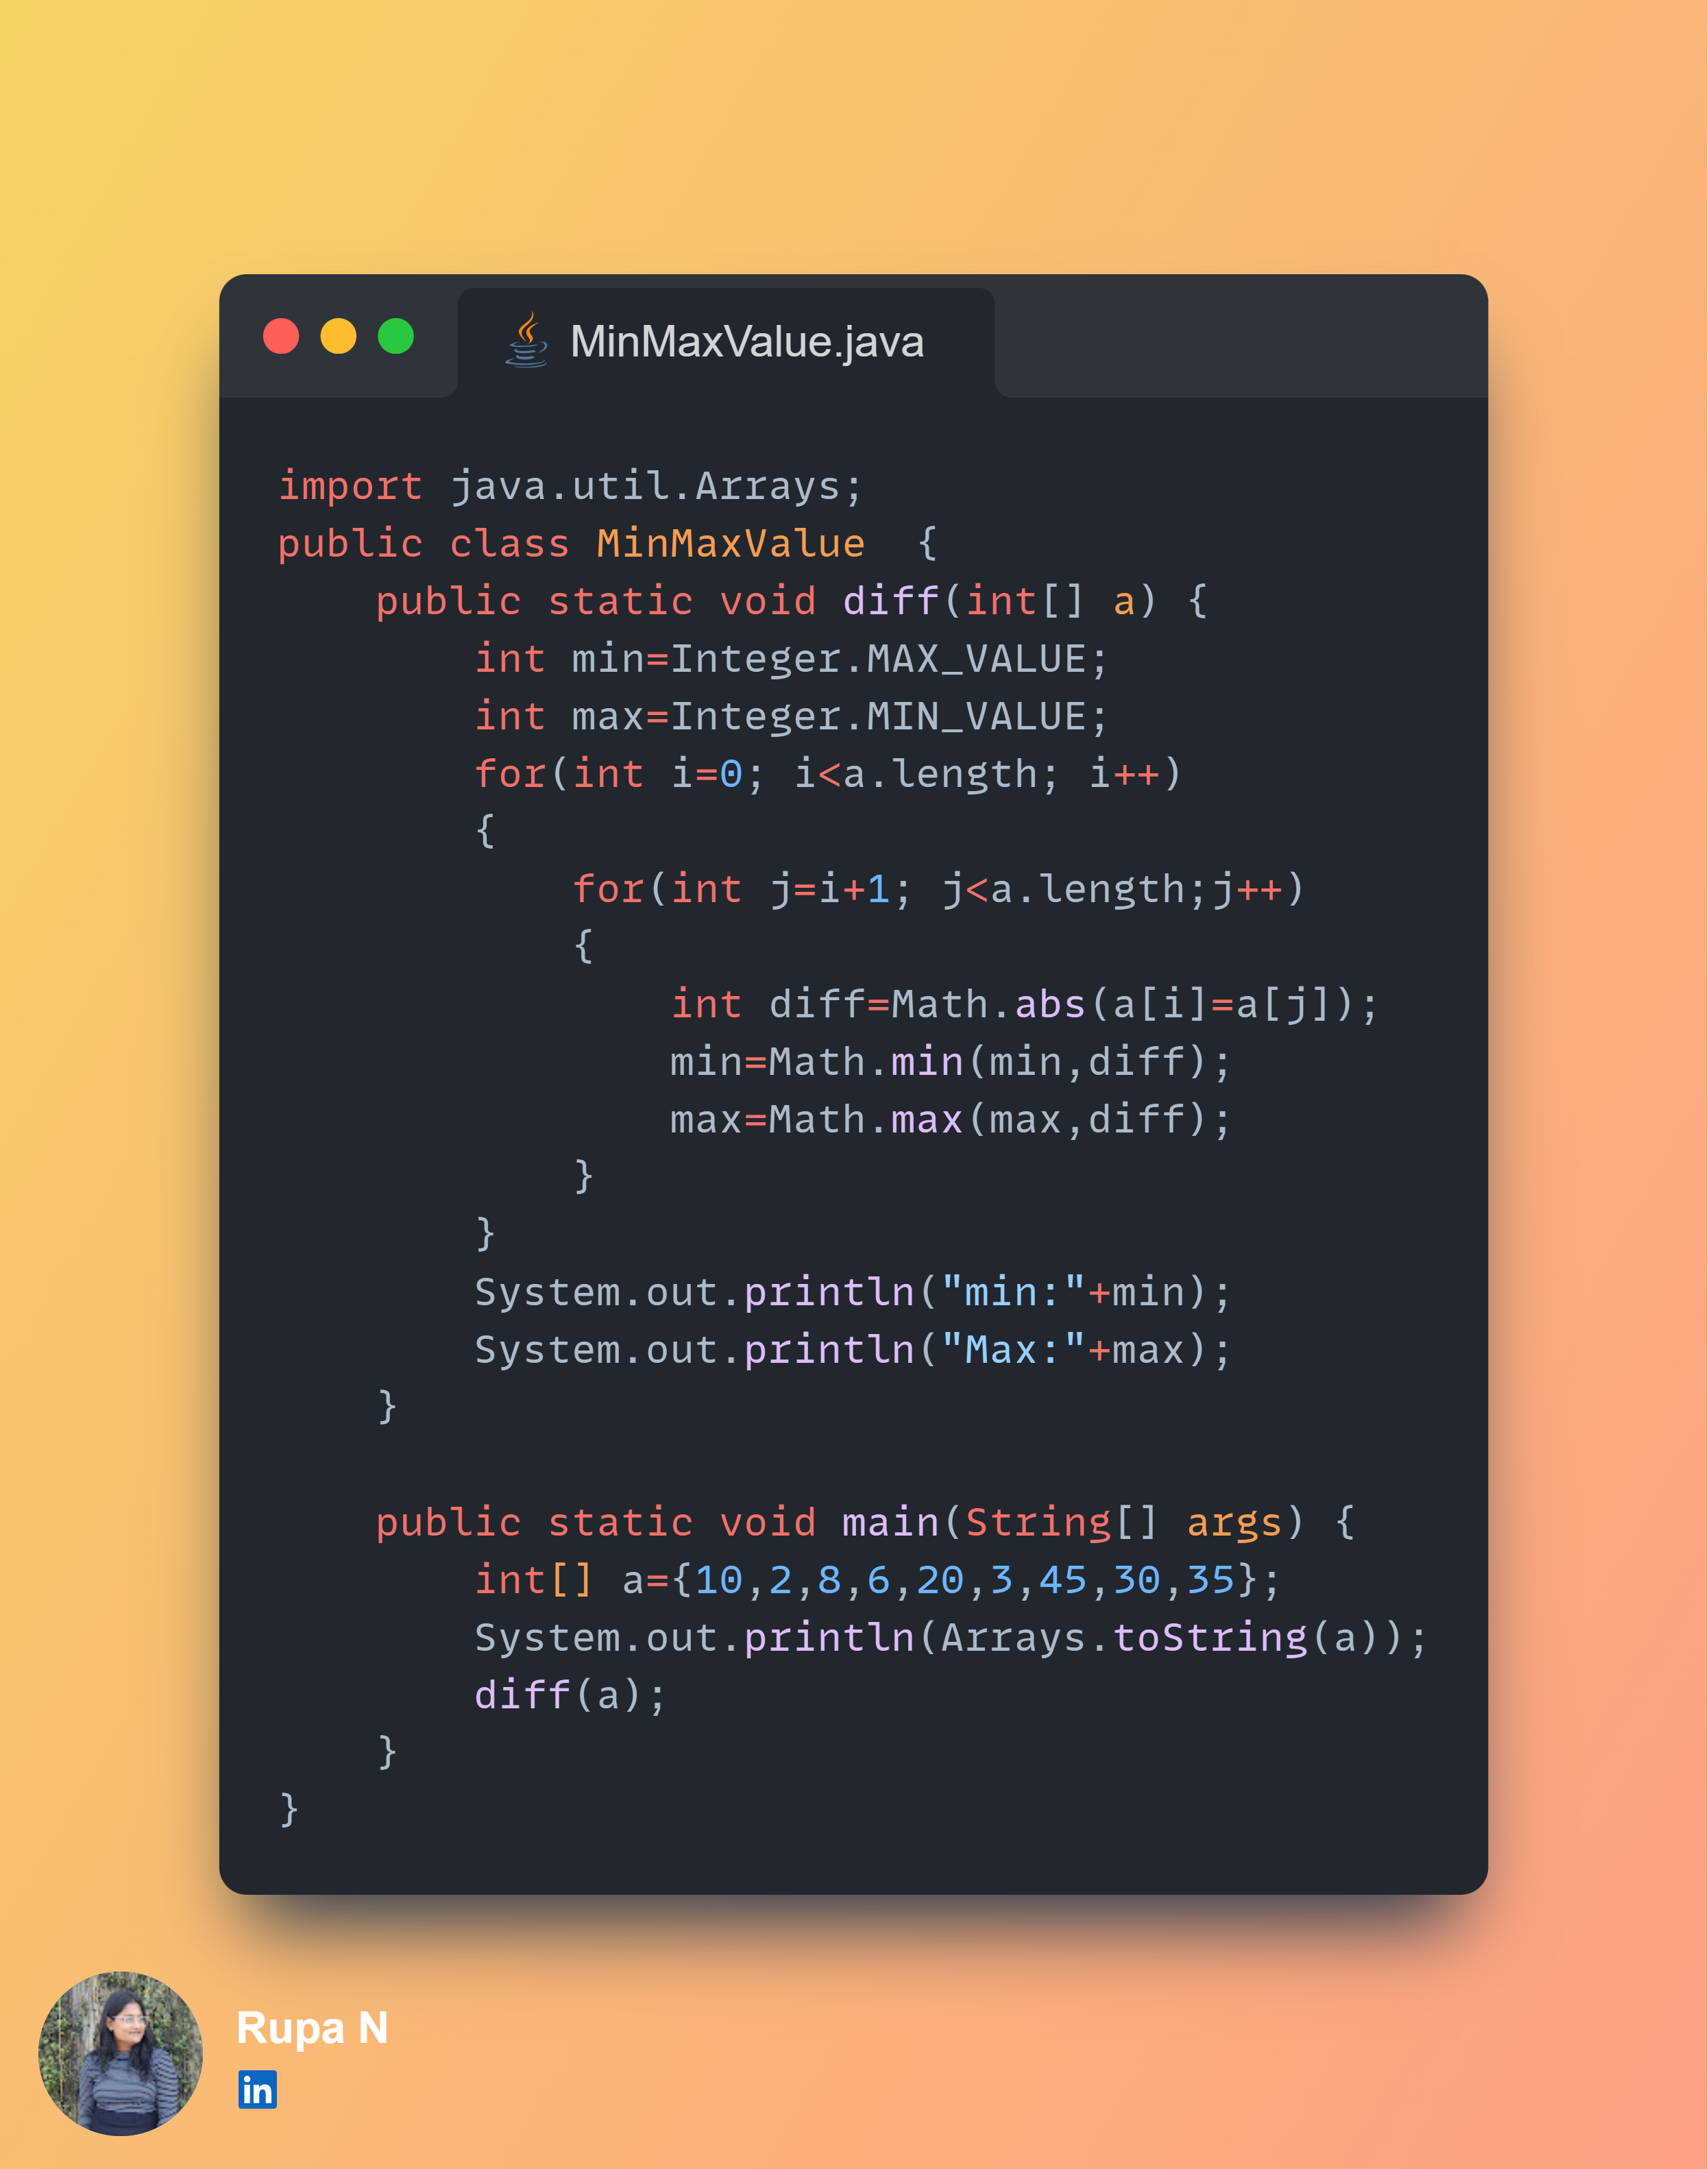 MinMaxValue.java
import java.util.Arrays;
public class MinMaxValue  {
    public static void diff(int[] a) {
        int min=Integer.MAX_VALUE;
        int max=Integer.MIN_VALUE;
        for(int i=0; i<a.length; i++)
        {
            for(int j=i+1; j<a.length;j++)
            {
                int diff=Math.abs(a[i]=a[j]);
                min=Math.min(min,diff);
                max=Math.max(max,diff);
            }
        }
        System.out.println("min:"+min);
        System.out.println("Max:"+max);
    }
    public static void main(String[] args) {
        int[] a={10,2,8,6,20,3,45,30,35};
        System.out.println(Arrays.toString(a));
        diff(a);
    }
}
Rupa N
in